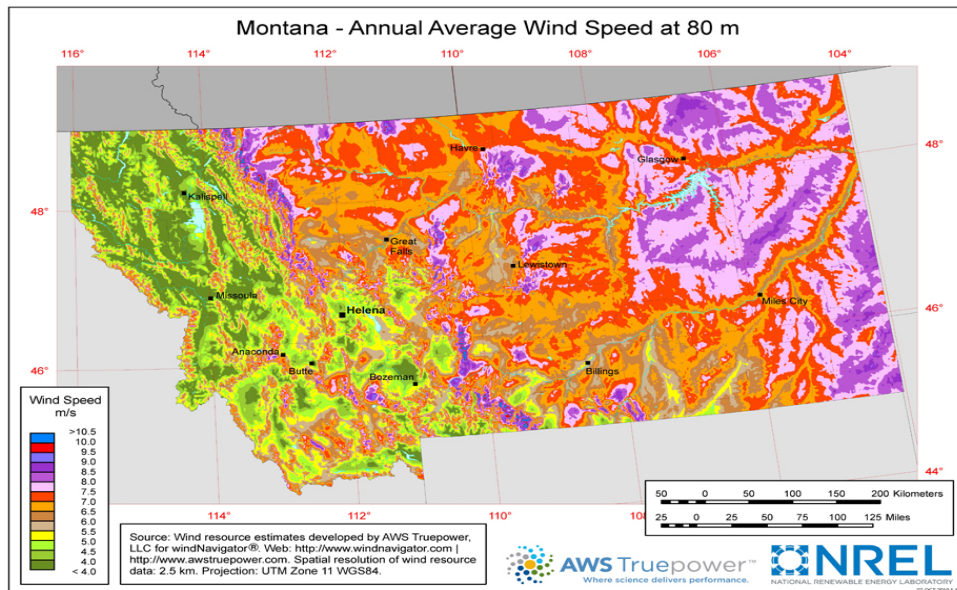 Montana - Annual Average Wind Speed at 80 m
116°
114°
112°
110°
108°
106°
104°
Havre
Glasgow
48°
Kalispell
48°
Great
Falls
Lewistown
Missoula
Helena
Miles City
46°
Anaconda
Butte
Bozeman
Billings
46°
Wind Speed
m/s
>10.5
10.0
9.5
9.0
8.5
8.0
7.5
7.0
6.5
6.0
5.5
5.0
4.5
4.0
< 4.0
44°
50 0 50 100 150 200 Kilometers
25 0 25 50 75 100 125 Miles
114°
112°
110°
108°
Source: Wind resource estimates developed by AWS Truepower,
LLC for windNavigator®. Web: http://www.windnavigator.com |
http://www.awstruepower.com. Spatial resolution of wind resource
data: 2.5 km. Projection: UTM Zone 11 WGS84.
AWS Truepower™
Where science delivers performance.
NREL
NATIONAL RENEWABLE ENERGY LABORATORY